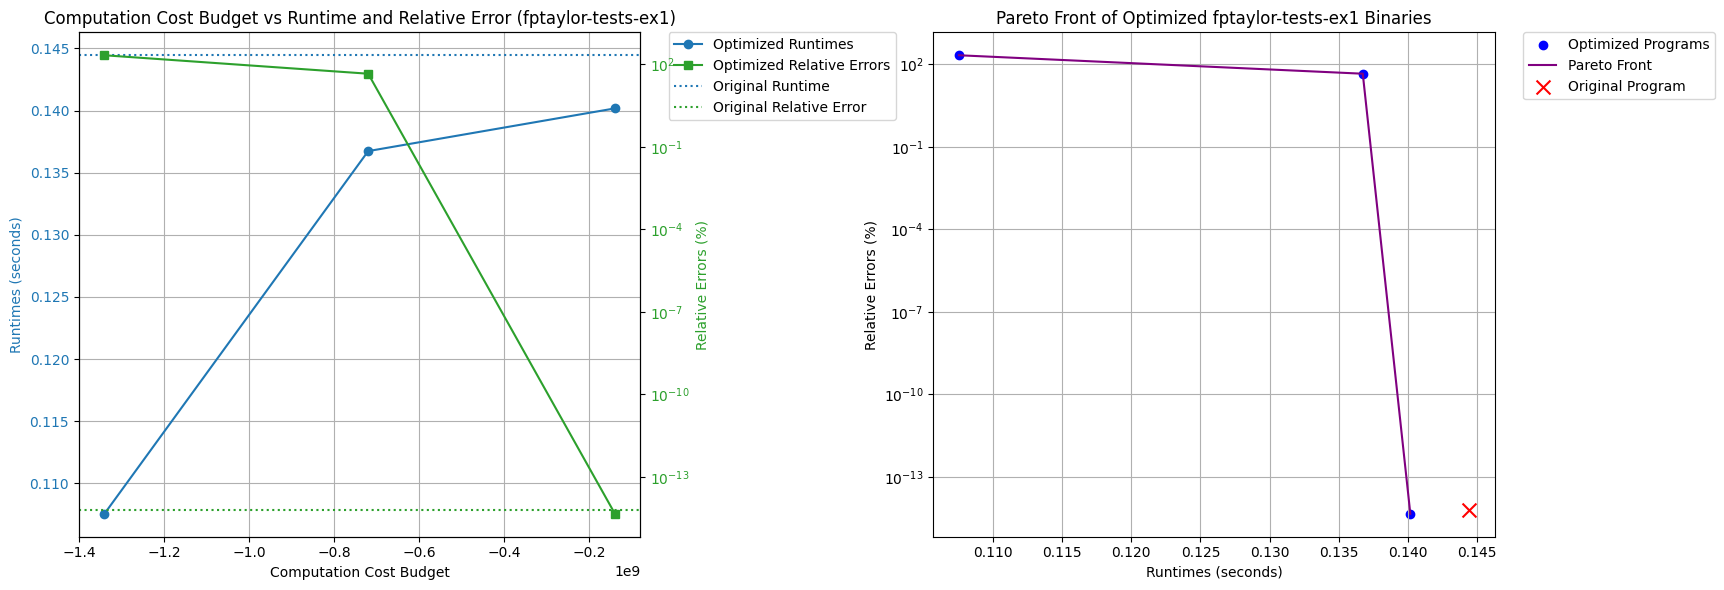 Computation Cost Budget vs Runtime and Relative Error (fptaylor-tests-ex1)
0.145
0.140
0.135
0.130
0.125
0.120
0.115
0.110
Runtimes (seconds)
−1.4
−1.2
−1.0
−0.8
−0.6
−0.4
−0.2
1e9
Computation Cost Budget
10²
10⁻¹
10⁻⁴
10⁻⁷
10⁻¹⁰
10⁻¹³
Relative Errors (%)
Optimized Runtimes
Optimized Relative Errors
Original Runtime
Original Relative Error
Pareto Front of Optimized fptaylor-tests-ex1 Binaries
10²
10⁻¹
10⁻⁴
10⁻⁷
10⁻¹⁰
10⁻¹³
Relative Errors (%)
0.110
0.115
0.120
0.125
0.130
0.135
0.140
0.145
Runtimes (seconds)
Optimized Programs
Pareto Front
Original Program